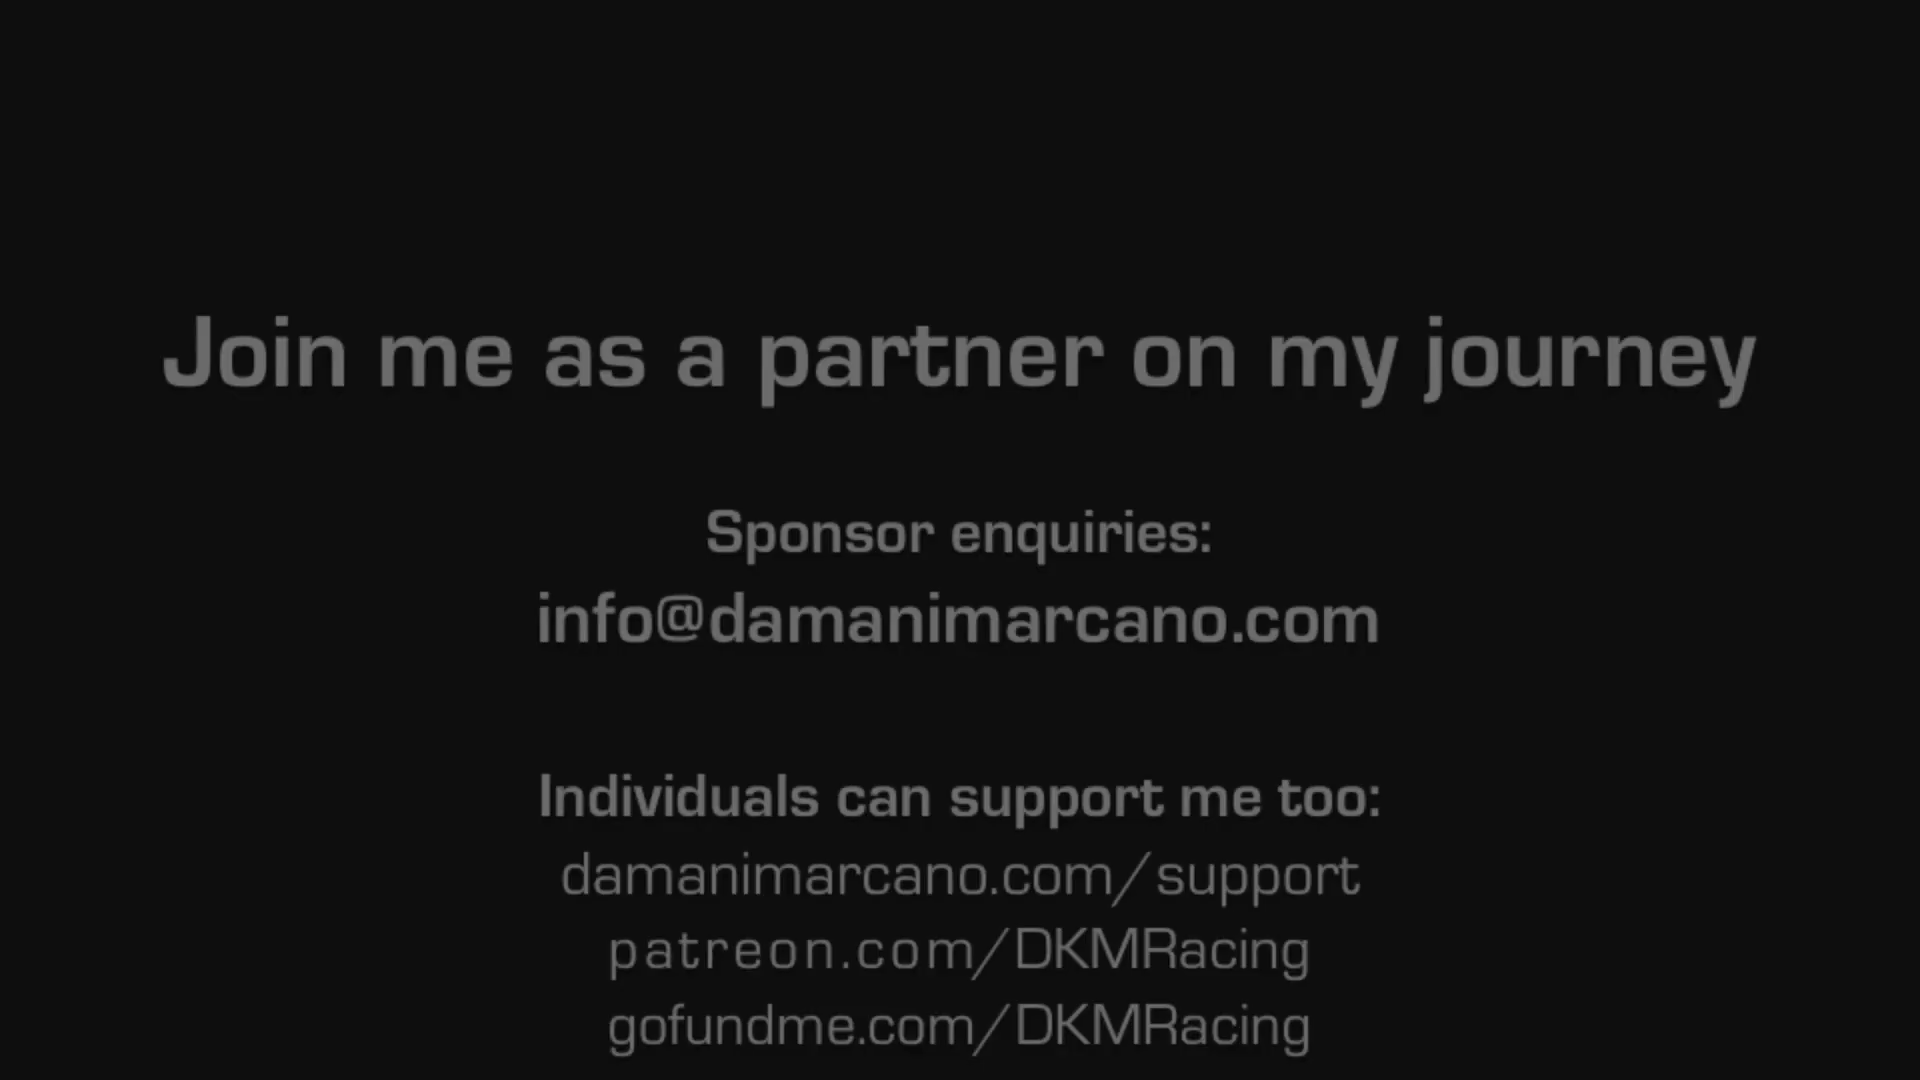 Join me as a partner on my journey
Sponsor enquiries:
info@damanimarcano.com
Individuals can support me too:
damanimarcano.com/support
patreon.com/DKMRacing
gofundme.com/DKMRacing